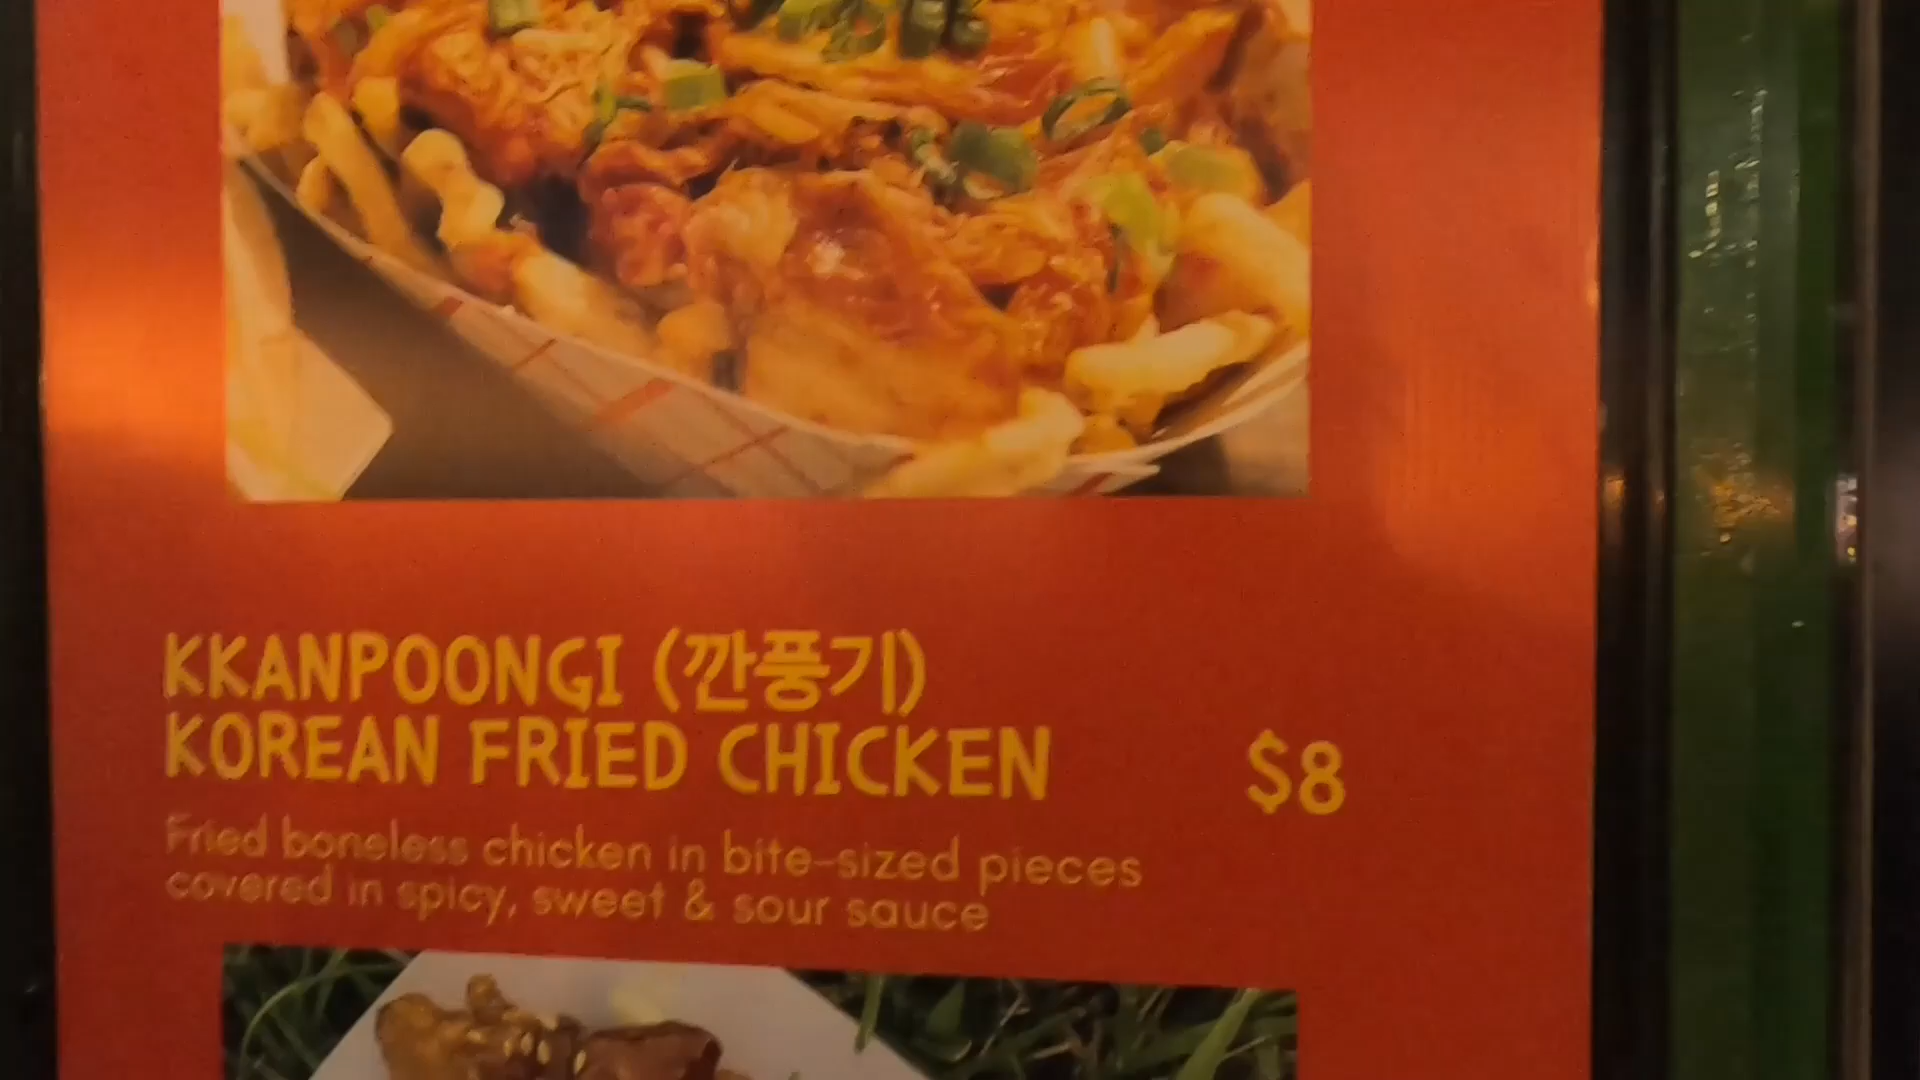 KKANPOONGI (깐풍기)
KOREAN FRIED CHICKEN $8
Fried boneless chicken in bite-sized pieces
covered in spicy, sweet & sour sauce